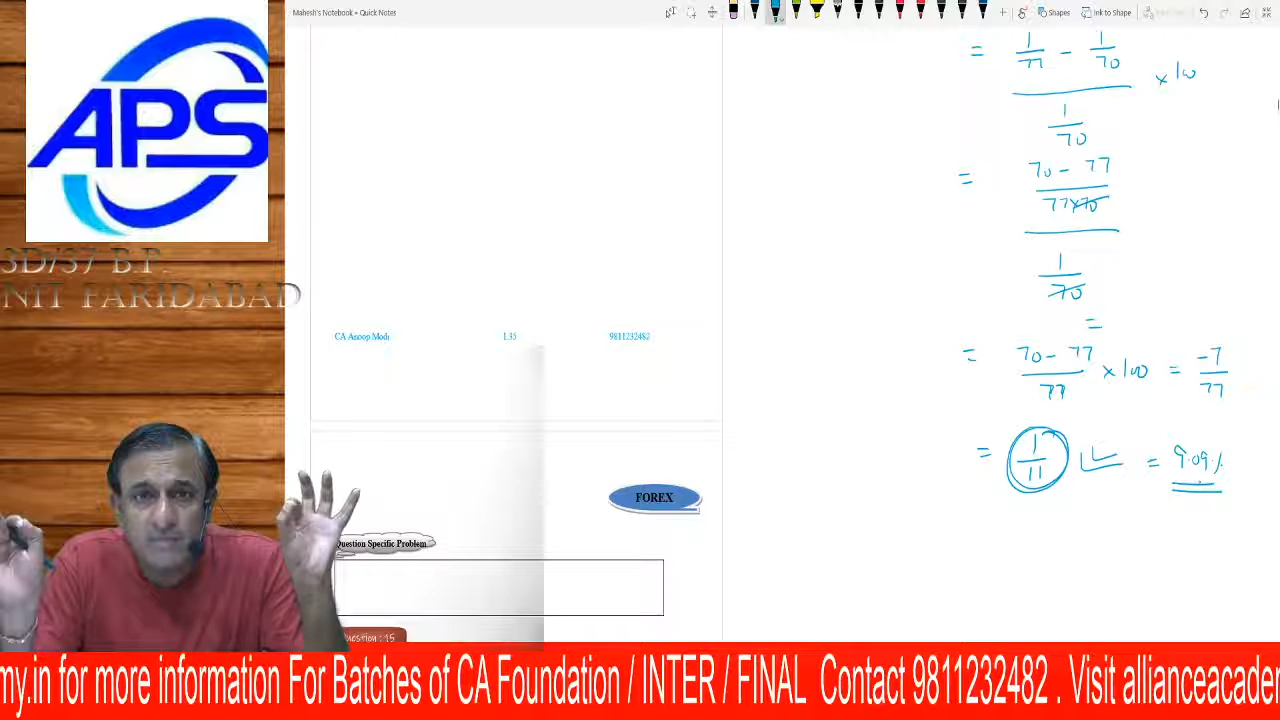 APS
3D/37 B.P.
NIT FARIDABAD
Mahesh's Notebook • Quick Notes
Shapes
Ink to Shape
= 1/77 - 1/70
x 100
1/70
= 70 - 77
77x70
1/70
=
= 70 - 77 / 77 x 100 = -7/77
= 1/11 = 9.09%
CA Anoop Modi 1.35 9811232482
FOREX
Question Specific Problem
Question : 15
my.in for more information For Batches of CA Foundation / INTER / FINAL Contact 9811232482 . Visit allianceacader